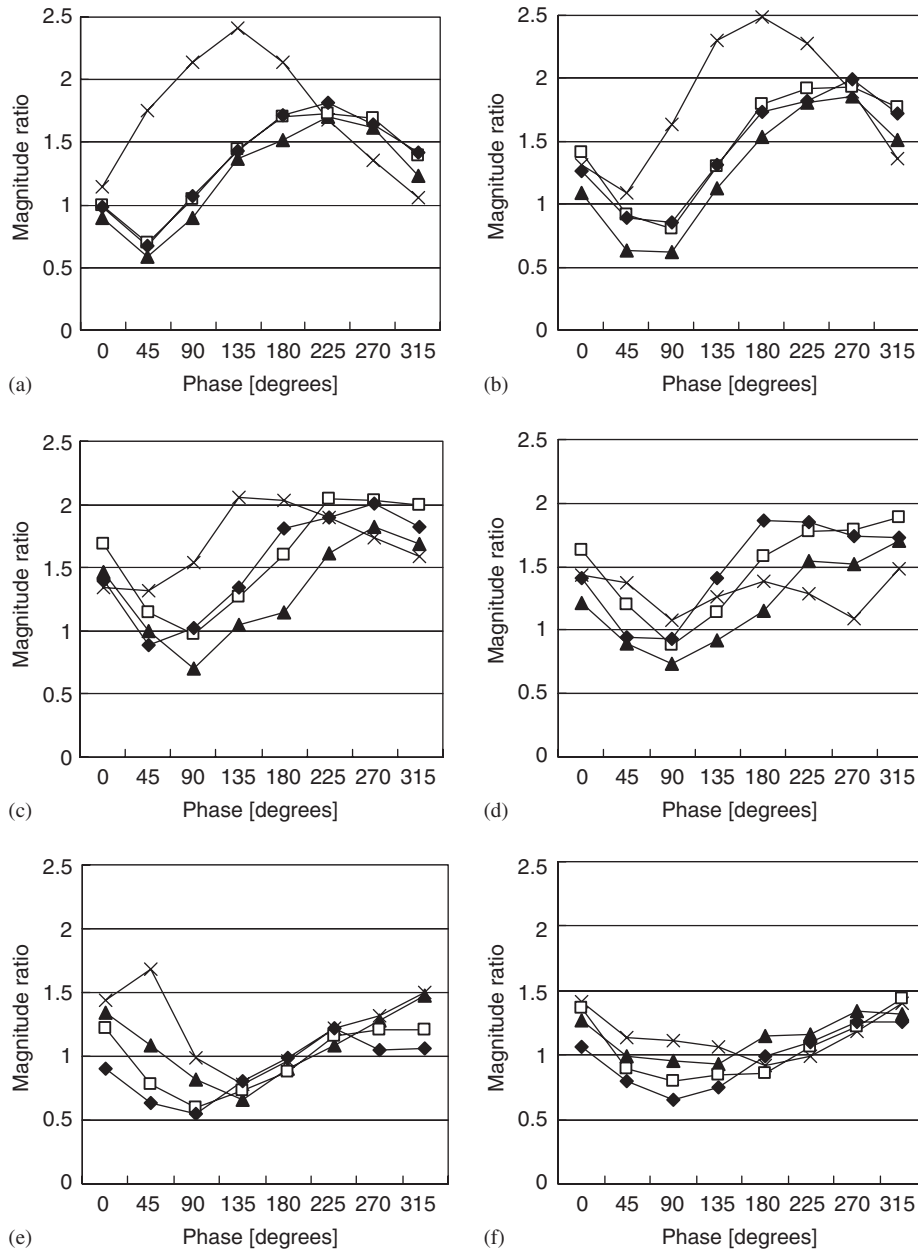 2.5
2
1.5
1
0.5
0
Magnitude ratio
0 45 90 135 180 225 270 315
(a) Phase [degrees]
2.5
2
1.5
1
0.5
0
Magnitude ratio
0 45 90 135 180 225 270 315
(b) Phase [degrees]
2.5
2
1.5
1
0.5
0
Magnitude ratio
0 45 90 135 180 225 270 315
(c) Phase [degrees]
2.5
2
1.5
1
0.5
0
Magnitude ratio
0 45 90 135 180 225 270 315
(d) Phase [degrees]
2.5
2
1.5
1
0.5
0
Magnitude ratio
0 45 90 135 180 225 270 315
(e) Phase [degrees]
2.5
2
1.5
1
0.5
0
Magnitude ratio
0 45 90 135 180 225 270 315
(f) Phase [degrees]